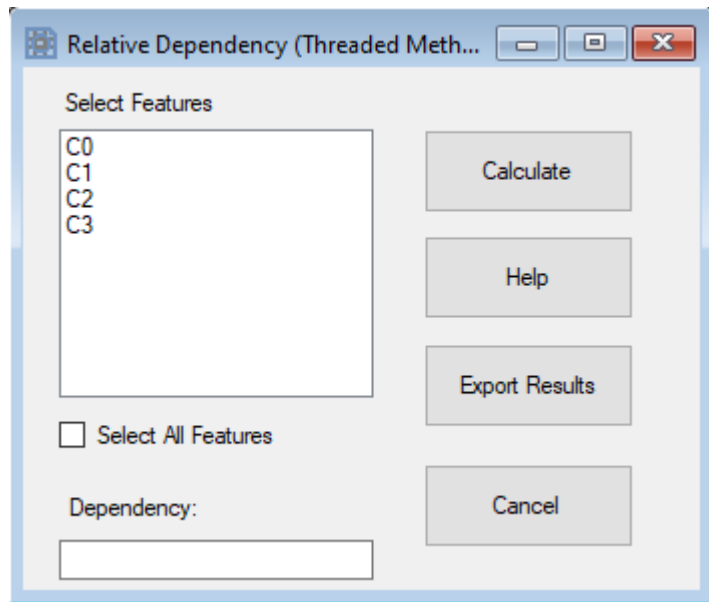 Relative Dependency (Threaded Meth...
Select Features
C0
C1
C2
C3
Calculate
Help
Export Results
Select All Features
Dependency:
Cancel